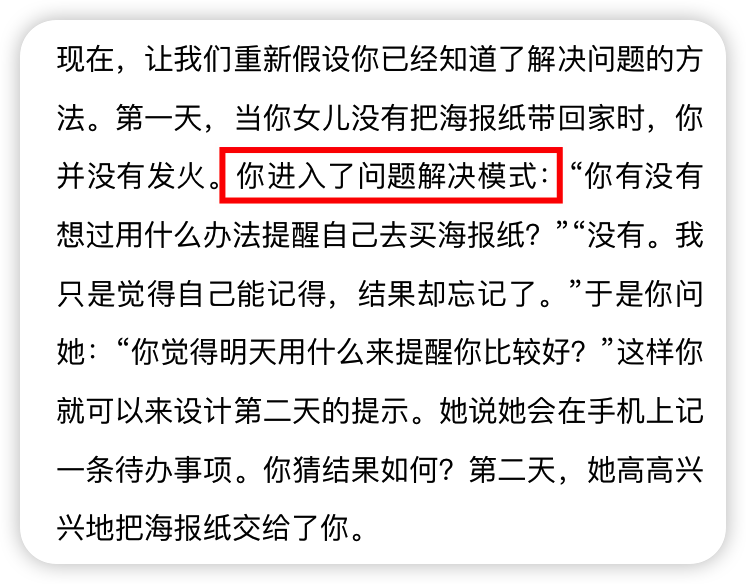 现在，让我们重新假设你已经知道了解决问题的方
法。第一天，当你女儿没有把海报纸带回家时，你
并没有发火。你进入了问题解决模式：“你有没有
想过用什么办法提醒自己去买海报纸？”“没有。我
只是觉得自己能记得，结果却忘记了。”于是你问
她：“你觉得明天用什么来提醒你比较好？”这样你
就可以来设计第二天的提示。她说她会在手机上记
一条待办事项。你猜结果如何？第二天，她高高兴
兴地把海报纸交给了你。